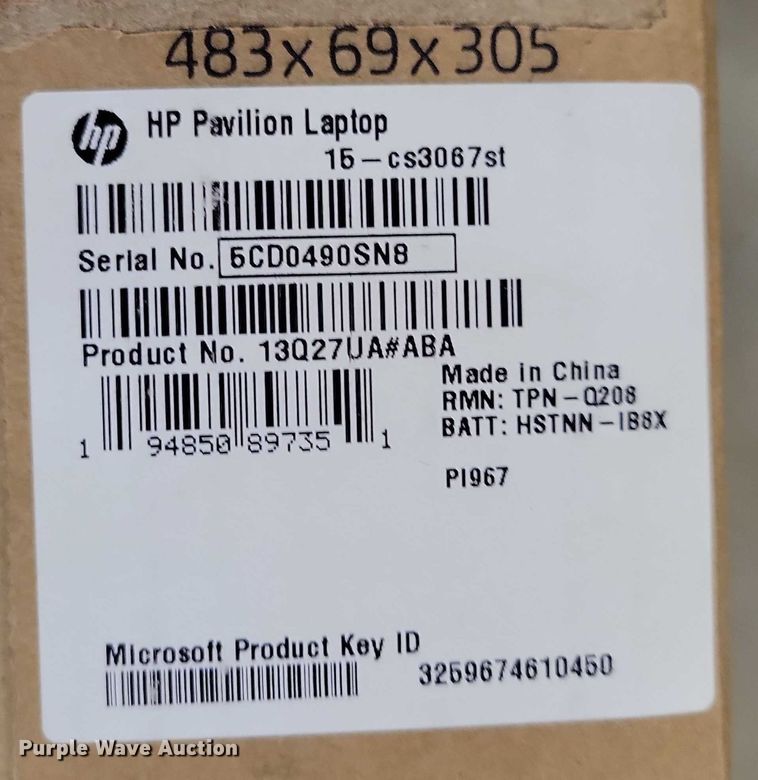 483x69x305
hp HP Pavilion Laptop
15-cs3067st
Serial No. 5CD0490SN8
Product No. 13Q27UA#ABA
1 94850 89735 1
Made in China
RMN: TPN-Q208
BATT: HSTNN-IB8X
PI967
Microsoft Product Key ID
3259674610450
Purple Wave Auction